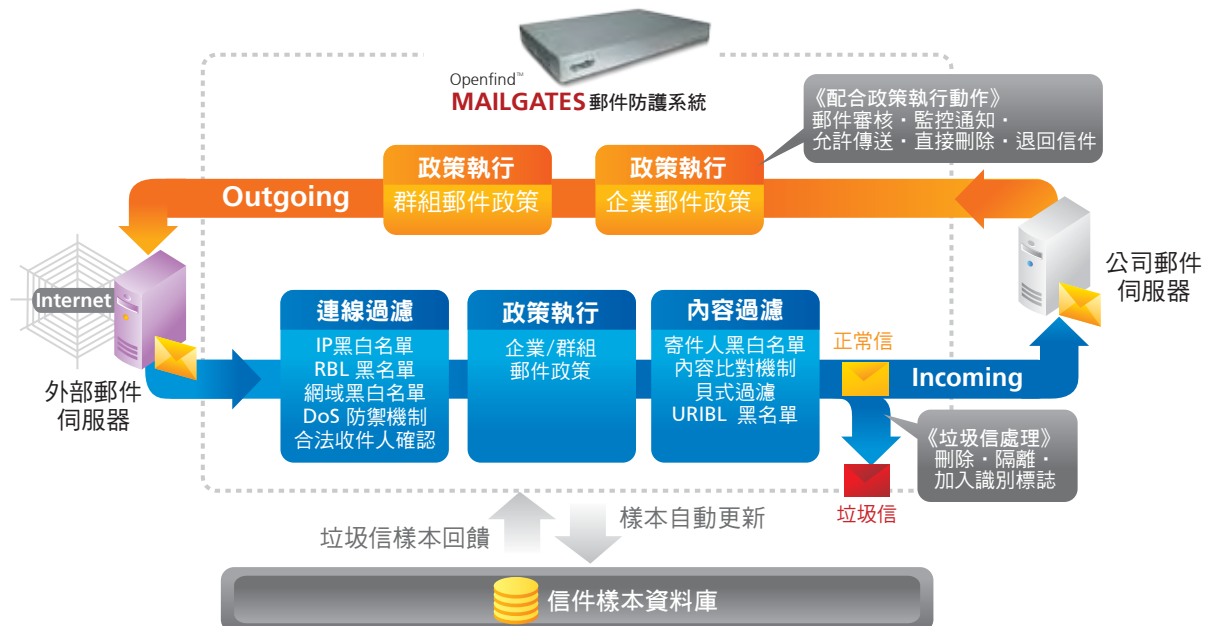 Openfind™
MAILGATES 郵件防護系統
《配合政策執行動作》
郵件審核・監控通知・
允許傳送・直接刪除・退回信件
Outgoing
政策執行
群組郵件政策
政策執行
企業郵件政策
Internet
外部郵件
伺服器
公司郵件
伺服器
連線過濾
IP黑白名單
RBL 黑名單
網域黑白名單
DoS 防禦機制
合法收件人確認
政策執行
企業/群組
郵件政策
內容過濾
寄件人黑白名單
內容比對機制
貝式過濾
URIBL 黑名單
正常信
Incoming
《垃圾信處理》
刪除・隔離・
加入識別標誌
垃圾信
垃圾信樣本回饋
樣本自動更新
信件樣本資料庫